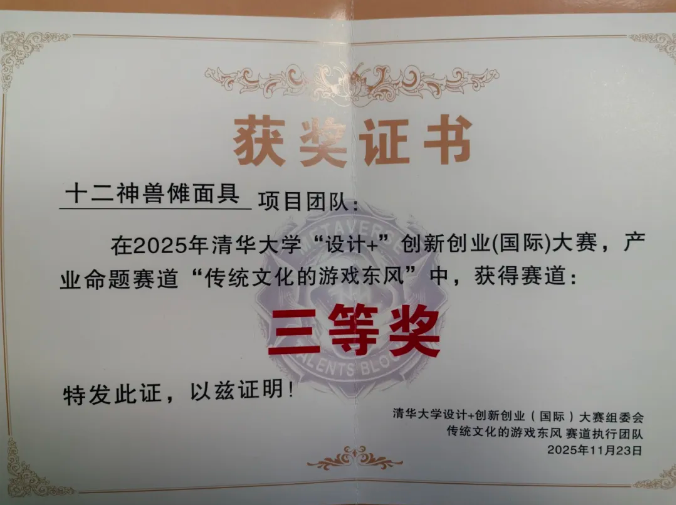 获奖证书
十二神兽傩面具 项目团队：
在2025年清华大学“设计+”创新创业(国际)大赛，产
业命题赛道“传统文化的游戏东风”中，获得赛道：
三等奖
特发此证，以兹证明！
清华大学设计+创新创业（国际）大赛组委会
传统文化的游戏东风 赛道执行团队
2025年11月23日